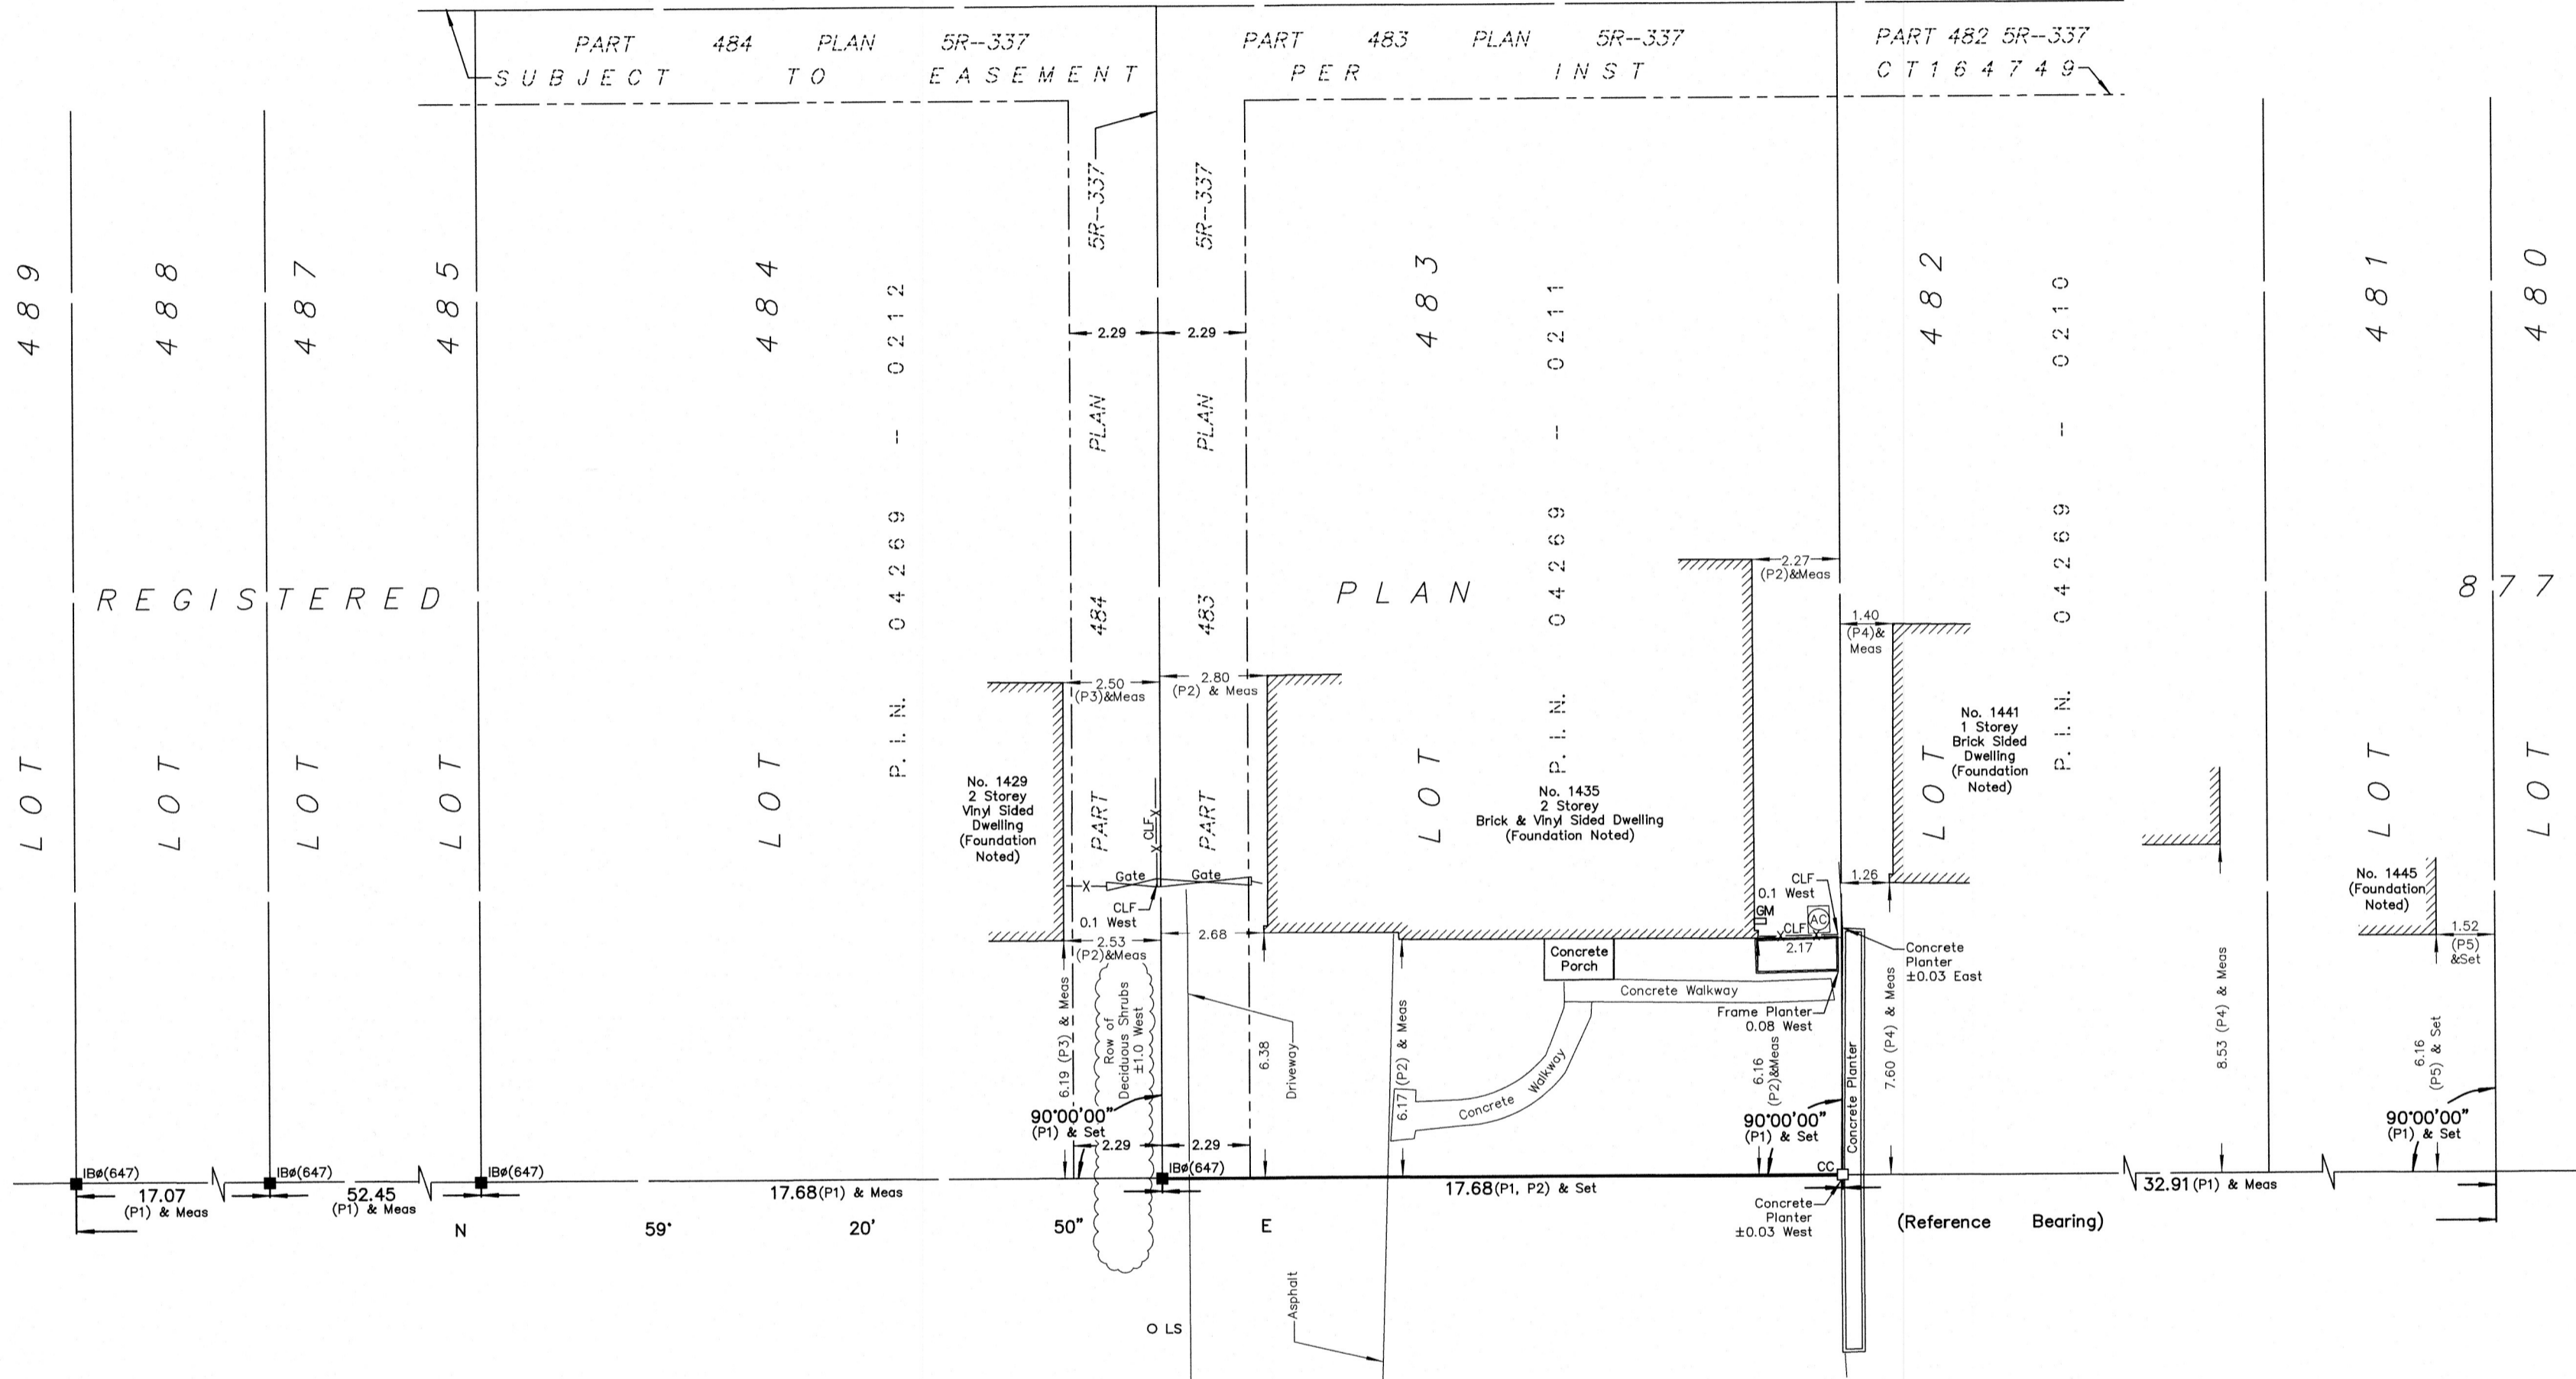 PART 484 PLAN 5R--337
PART 483 PLAN 5R--337
PART 482 5R--337
SUBJECT TO EASEMENT PER INST CT164749
LOT 489
LOT 488
LOT 487
LOT 485
LOT 484
P.I.N. 04269 -- 0212
PART 484 PLAN 5R--337
PART 483 PLAN 5R--337
LOT 483
P.I.N. 04269 -- 0211
LOT 482
P.I.N. 04269 -- 0210
LOT 481
LOT 480
2.29
2.29
REGISTERED PLAN 877
2.27
(P2)&Meas
1.40
(P4)&
Meas
2.50
(P3)&Meas
2.80
(P2) & Meas
No. 1429
2 Storey
Vinyl Sided
Dwelling
(Foundation
Noted)
No. 1435
2 Storey
Brick & Vinyl Sided Dwelling
(Foundation Noted)
No. 1441
1 Storey
Brick Sided
Dwelling
(Foundation
Noted)
No. 1445
(Foundation
Noted)
X
CLF
X
X
Gate
Gate
CLF
0.1 West
CLF
0.1 West
1.26
GM
AC
X
CLF
X
2.53
(P2)&Meas
2.68
2.17
1.52
(P5)
&Set
Concrete
Porch
Concrete
Planter
±0.03 East
Concrete Walkway
Frame Planter
0.08 West
6.19 (P3) & Meas
Row of
Deciduous Shrubs
±1.0 West
6.38
Driveway
6.17 (P2) & Meas
Concrete Walkway
6.16
(P2)&Meas
Concrete Planter
7.60 (P4) & Meas
8.53 (P4) & Meas
6.16
(P5) & Set
90°00'00"
(P1) & Set
90°00'00"
(P1) & Set
90°00'00"
(P1) & Set
2.29
2.29
IBø(647)
IBø(647)
IBø(647)
IBø(647)
CC
17.07
(P1) & Meas
52.45
(P1) & Meas
17.68(P1) & Meas
17.68(P1, P2) & Set
32.91(P1) & Meas
Concrete
Planter
±0.03 West
N 59° 20' 50" E (Reference Bearing)
Asphalt
LS